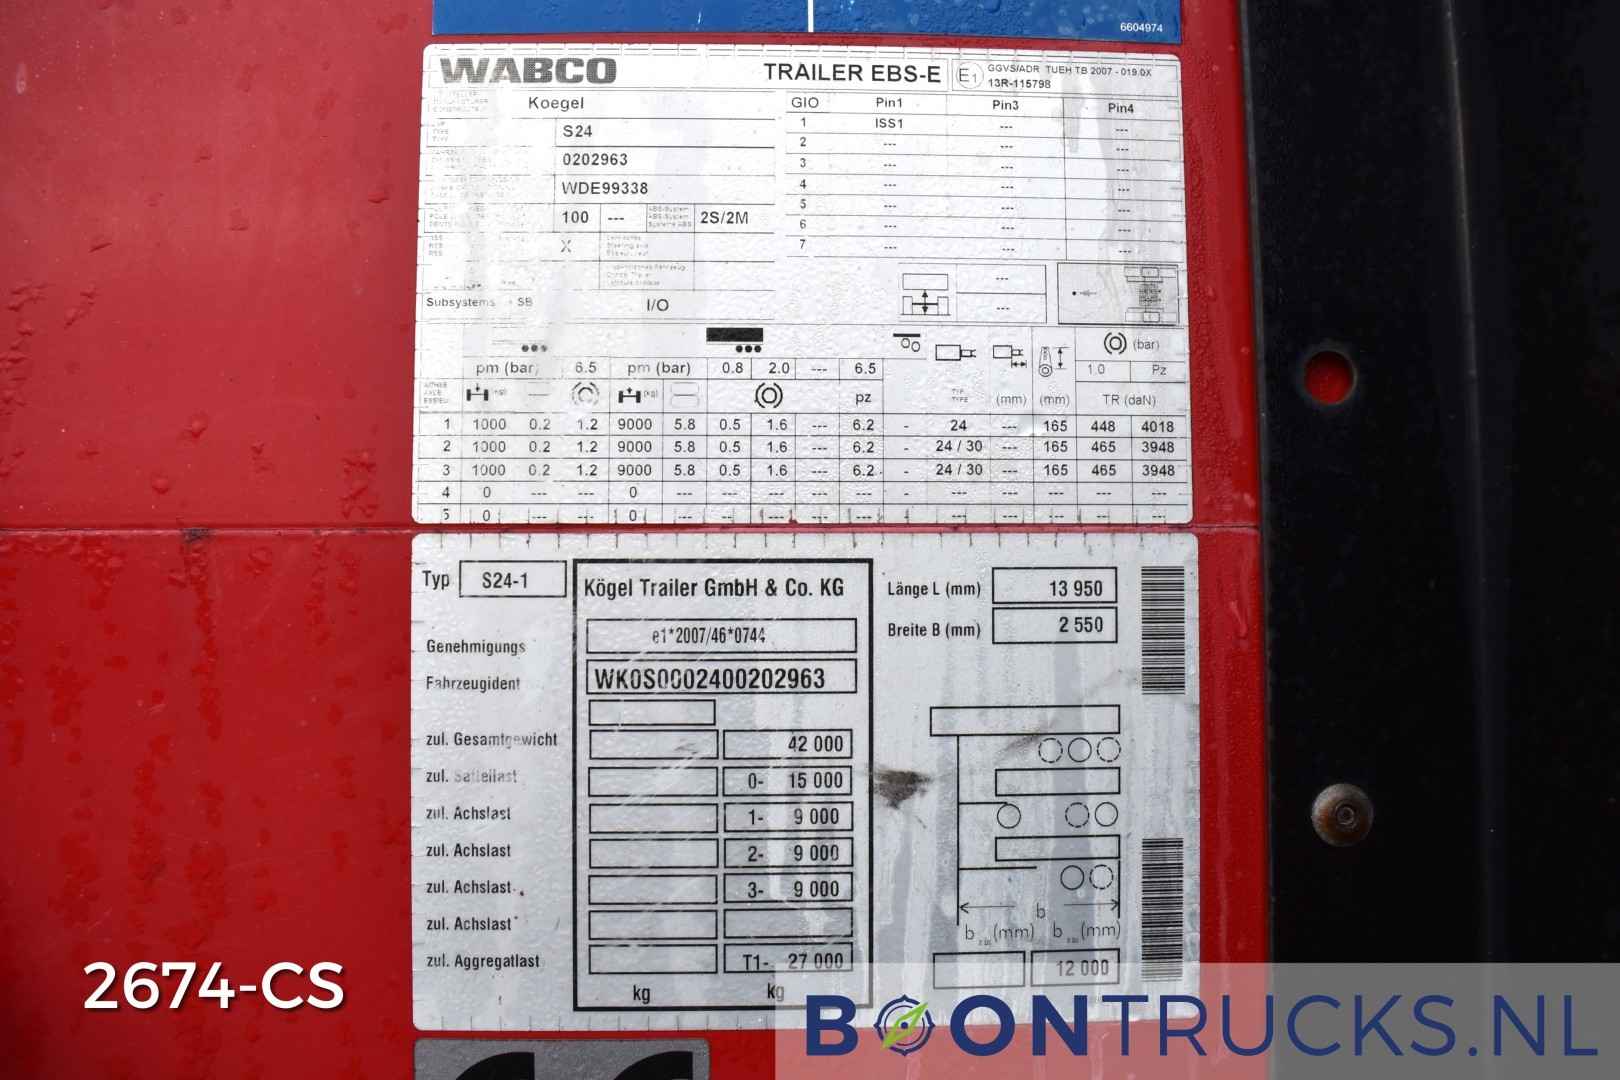 6604974
WABCO TRAILER EBS-E E1 GGVS/ADR TUEH TB 2007 - 019.0X
13R-115798
Koegel
GIO Pin1 Pin3 Pin4
S24
1 ISS1 --- ---
0202963
2 --- --- ---
3 --- --- ---
WDE99338
4 --- --- ---
100 --- ABS-System 2S/2M
5 --- --- ---
6 --- --- ---
X
7 --- --- ---
Subsystems SB I/O
---
---
pm (bar) 6.5 pm (bar) 0.8 2.0 --- 6.5
(bar)
1.0 Pz
(kg) (kg) pz TYP TYPE (mm) (mm) TR (daN)
1 1000 0.2 1.2 9000 5.8 0.5 1.6 --- 6.2 - 24 --- 165 448 4018
2 1000 0.2 1.2 9000 5.8 0.5 1.6 --- 6.2 - 24 / 30 --- 165 465 3948
3 1000 0.2 1.2 9000 5.8 0.5 1.6 --- 6.2 - 24 / 30 --- 165 465 3948
4 0 --- --- 0 --- --- --- --- --- - --- --- --- --- ---
5 0 --- --- 0 --- --- --- --- --- - --- --- --- --- ---
Typ S24-1
Kögel Trailer GmbH & Co. KG
Länge L (mm) 13 950
Breite B (mm) 2 550
Genehmigungs e1*2007/46*0744
Fahrzeugident WK0S0002400202963
zul. Gesamtgewicht 42 000
zul. Sattellast 0- 15 000
zul. Achslast 1- 9 000
zul. Achslast 2- 9 000
zul. Achslast 3- 9 000
zul. Achslast
zul. Aggregatlast T1- 27 000
kg kg
b
b (mm) b (mm)
12 000
2674-CS
BOONTRUCKS.NL